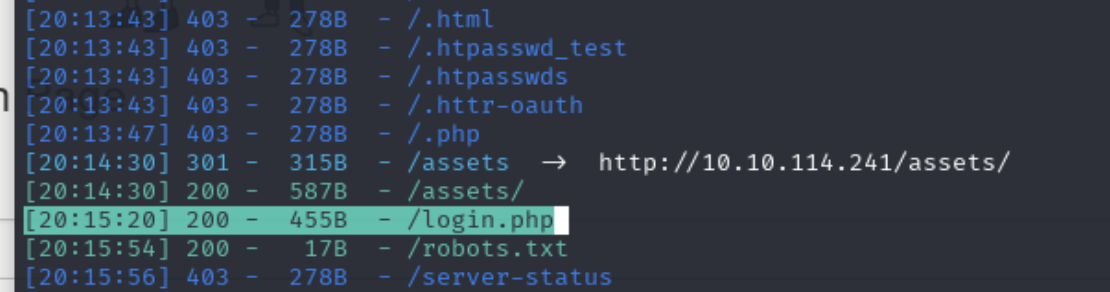 [20:13:43] 403 - 278B - /.html
[20:13:43] 403 - 278B - /.htpasswd_test
[20:13:43] 403 - 278B - /.htpasswds
[20:13:43] 403 - 278B - /.httr-oauth
[20:13:47] 403 - 278B - /.php
[20:14:30] 301 - 315B - /assets → http://10.10.114.241/assets/
[20:14:30] 200 - 587B - /assets/
[20:15:20] 200 - 455B - /login.php
[20:15:54] 200 - 17B - /robots.txt
[20:15:56] 403 - 278B - /server-status